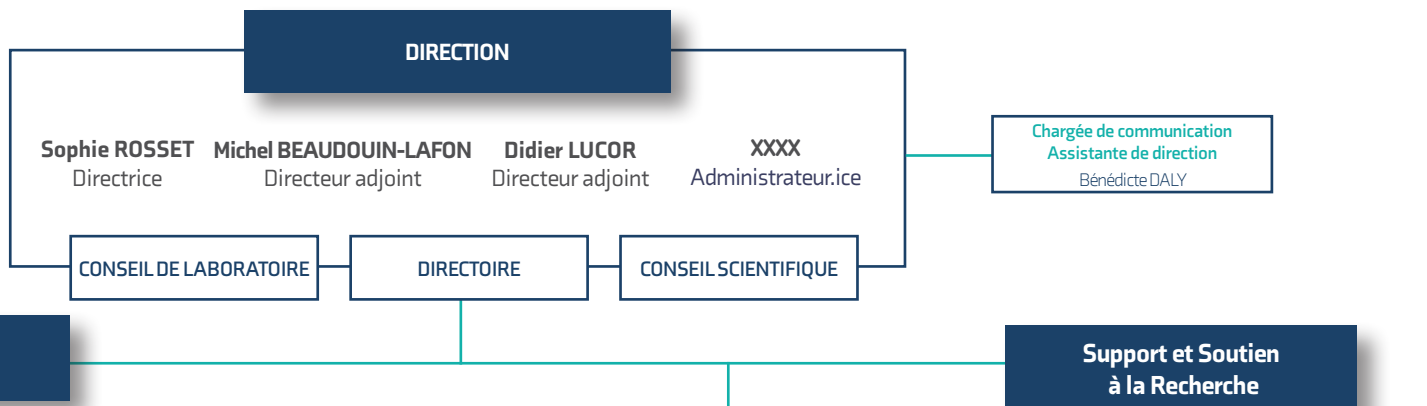 DIRECTION
Sophie ROSSET
Directrice
Michel BEAUDOUIN-LAFON
Directeur adjoint
Didier LUCOR
Directeur adjoint
XXXX
Administrateur.ice
Chargée de communication
Assistante de direction
Bénédicte DALY
CONSEIL DE LABORATOIRE
DIRECTOIRE
CONSEIL SCIENTIFIQUE
Support et Soutien
à la Recherche